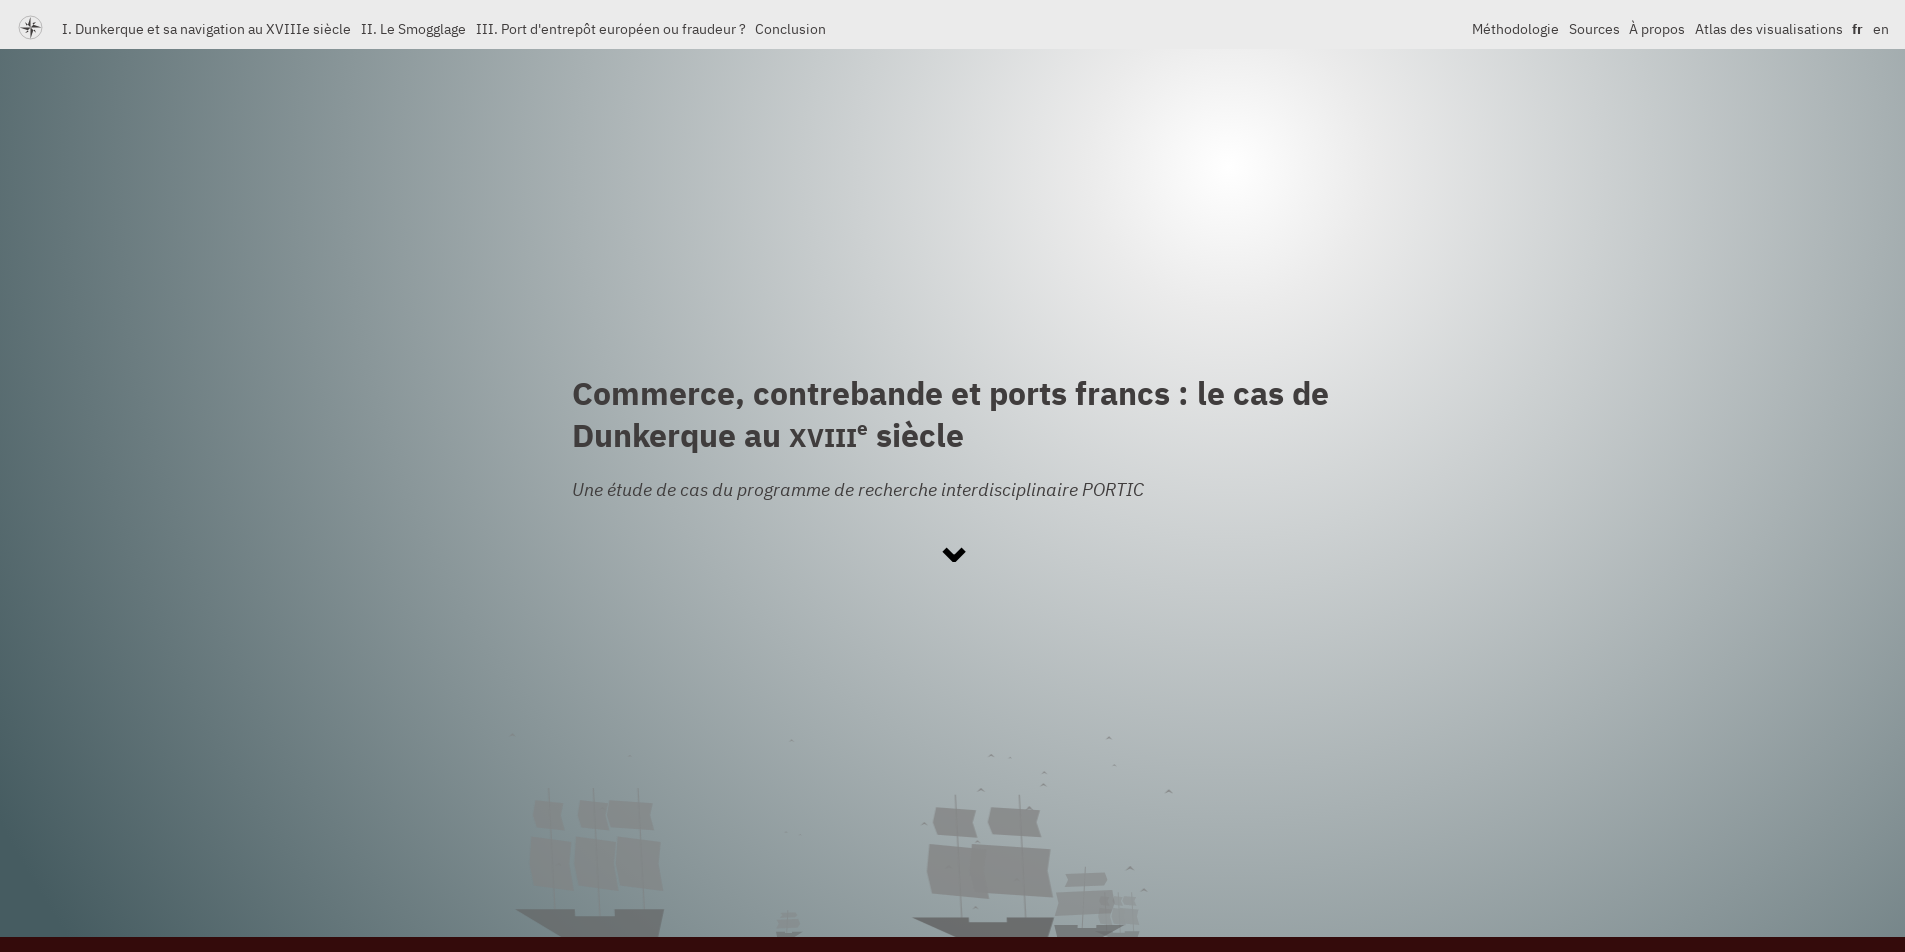 I. Dunkerque et sa navigation au XVIIIe siècle II. Le Smogglage III. Port d'entrepôt européen ou fraudeur ? Conclusion Méthodologie Sources À propos Atlas des visualisations fr en
Commerce, contrebande et ports francs : le cas de
Dunkerque au XVIIIe siècle
Une étude de cas du programme de recherche interdisciplinaire PORTIC